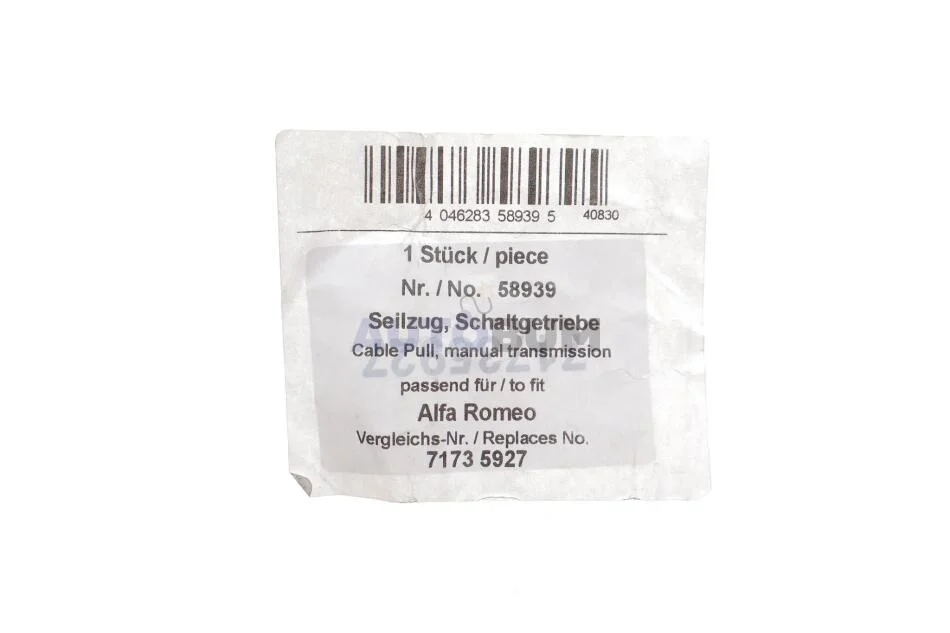 4 046283 58939 5 40830
1 Stück / piece
Nr. / No. 58939
Seilzug, Schaltgetriebe
Cable Pull, manual transmission
passend für / to fit
Alfa Romeo
Vergleichs-Nr. / Replaces No.
7173 5927